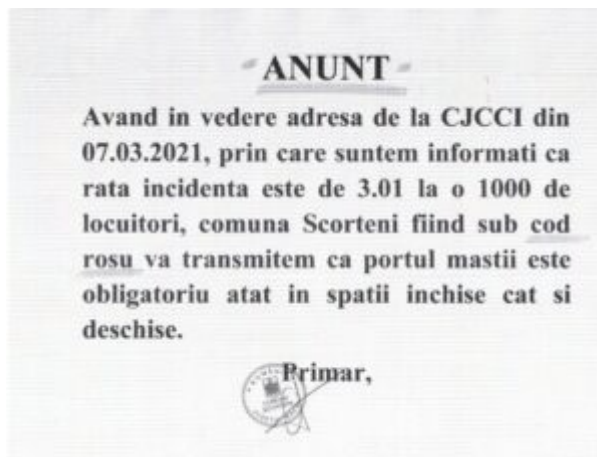 ANUNT
Avand in vedere adresa de la CJCCI din
07.03.2021, prin care suntem informati ca
rata incidenta este de 3.01 la o 1000 de
locuitori, comuna Scorteni fiind sub cod
rosu va transmitem ca portul mastii este
obligatoriu atat in spatii inchise cat si
deschise.
Primar,